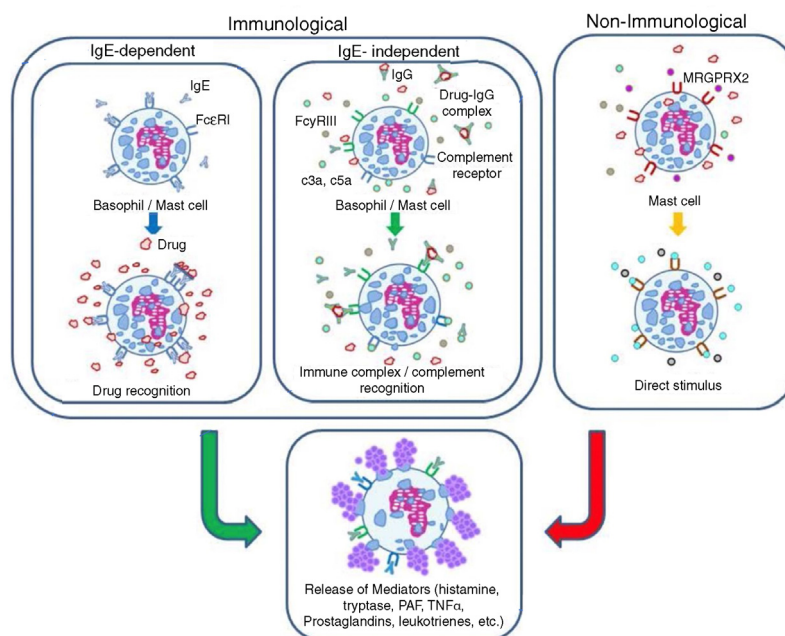 Immunological
Non-Immunological
IgE-dependent
IgE- independent
IgE
FcεRI
Basophil / Mast cell
Drug
Drug recognition
IgG
Drug-IgG
complex
FcyRIII
Complement
receptor
c3a, c5a
Basophil / Mast cell
Immune complex / complement
recognition
MRGPRX2
Mast cell
Direct stimulus
Release of Mediators (histamine,
tryptase, PAF, TNFα,
Prostaglandins, leukotrienes, etc.)